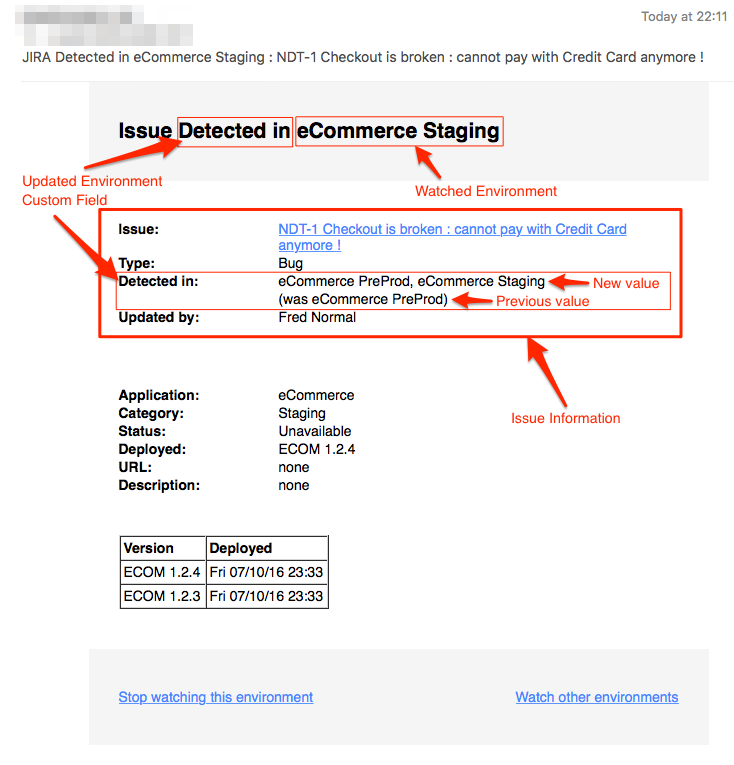 Today at 22:11
JIRA Detected in eCommerce Staging : NDT-1 Checkout is broken : cannot pay with Credit Card anymore !
Issue Detected in eCommerce Staging
Updated Environment
Custom Field
Watched Environment
Issue: NDT-1 Checkout is broken : cannot pay with Credit Card
anymore !
Type: Bug
Detected in: eCommerce PreProd, eCommerce Staging New value
(was eCommerce PreProd) Previous value
Updated by: Fred Normal
Issue Information
Application: eCommerce
Category: Staging
Status: Unavailable
Deployed: ECOM 1.2.4
URL: none
Description: none
Version Deployed
ECOM 1.2.4 Fri 07/10/16 23:33
ECOM 1.2.3 Fri 07/10/16 23:33
Stop watching this environment Watch other environments